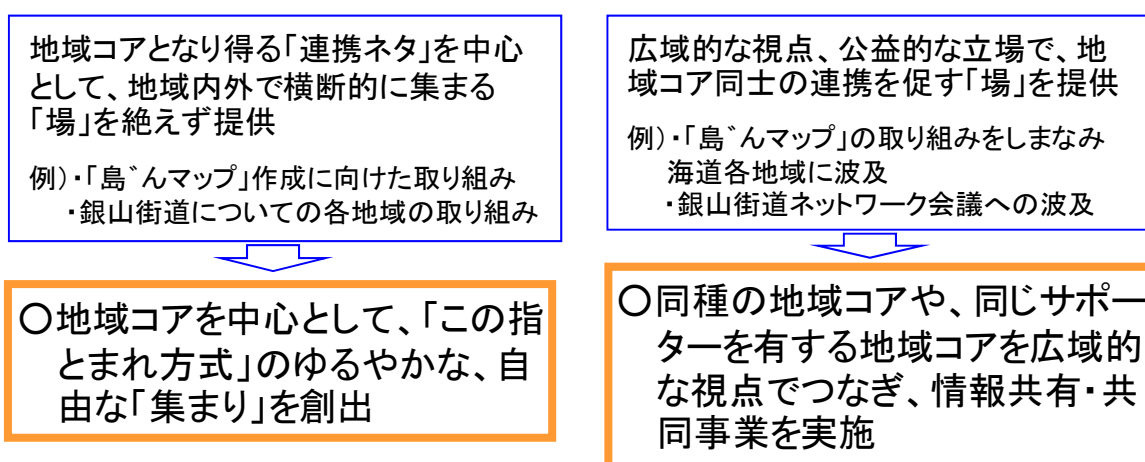 地域コアとなり得る「連携ネタ」を中心
として、地域内外で横断的に集まる
「場」を絶えず提供
例）・「島゛んマップ」作成に向けた取り組み
・銀山街道についての各地域の取り組み
○地域コアを中心として、「この指
とまれ方式」のゆるやかな、自
由な「集まり」を創出
広域的な視点、公益的な立場で、地
域コア同士の連携を促す「場」を提供
例）・「島゛んマップ」の取り組みをしまなみ
海道各地域に波及
・銀山街道ネットワーク会議への波及
○同種の地域コアや、同じサポー
ターを有する地域コアを広域的
な視点でつなぎ、情報共有・共
同事業を実施